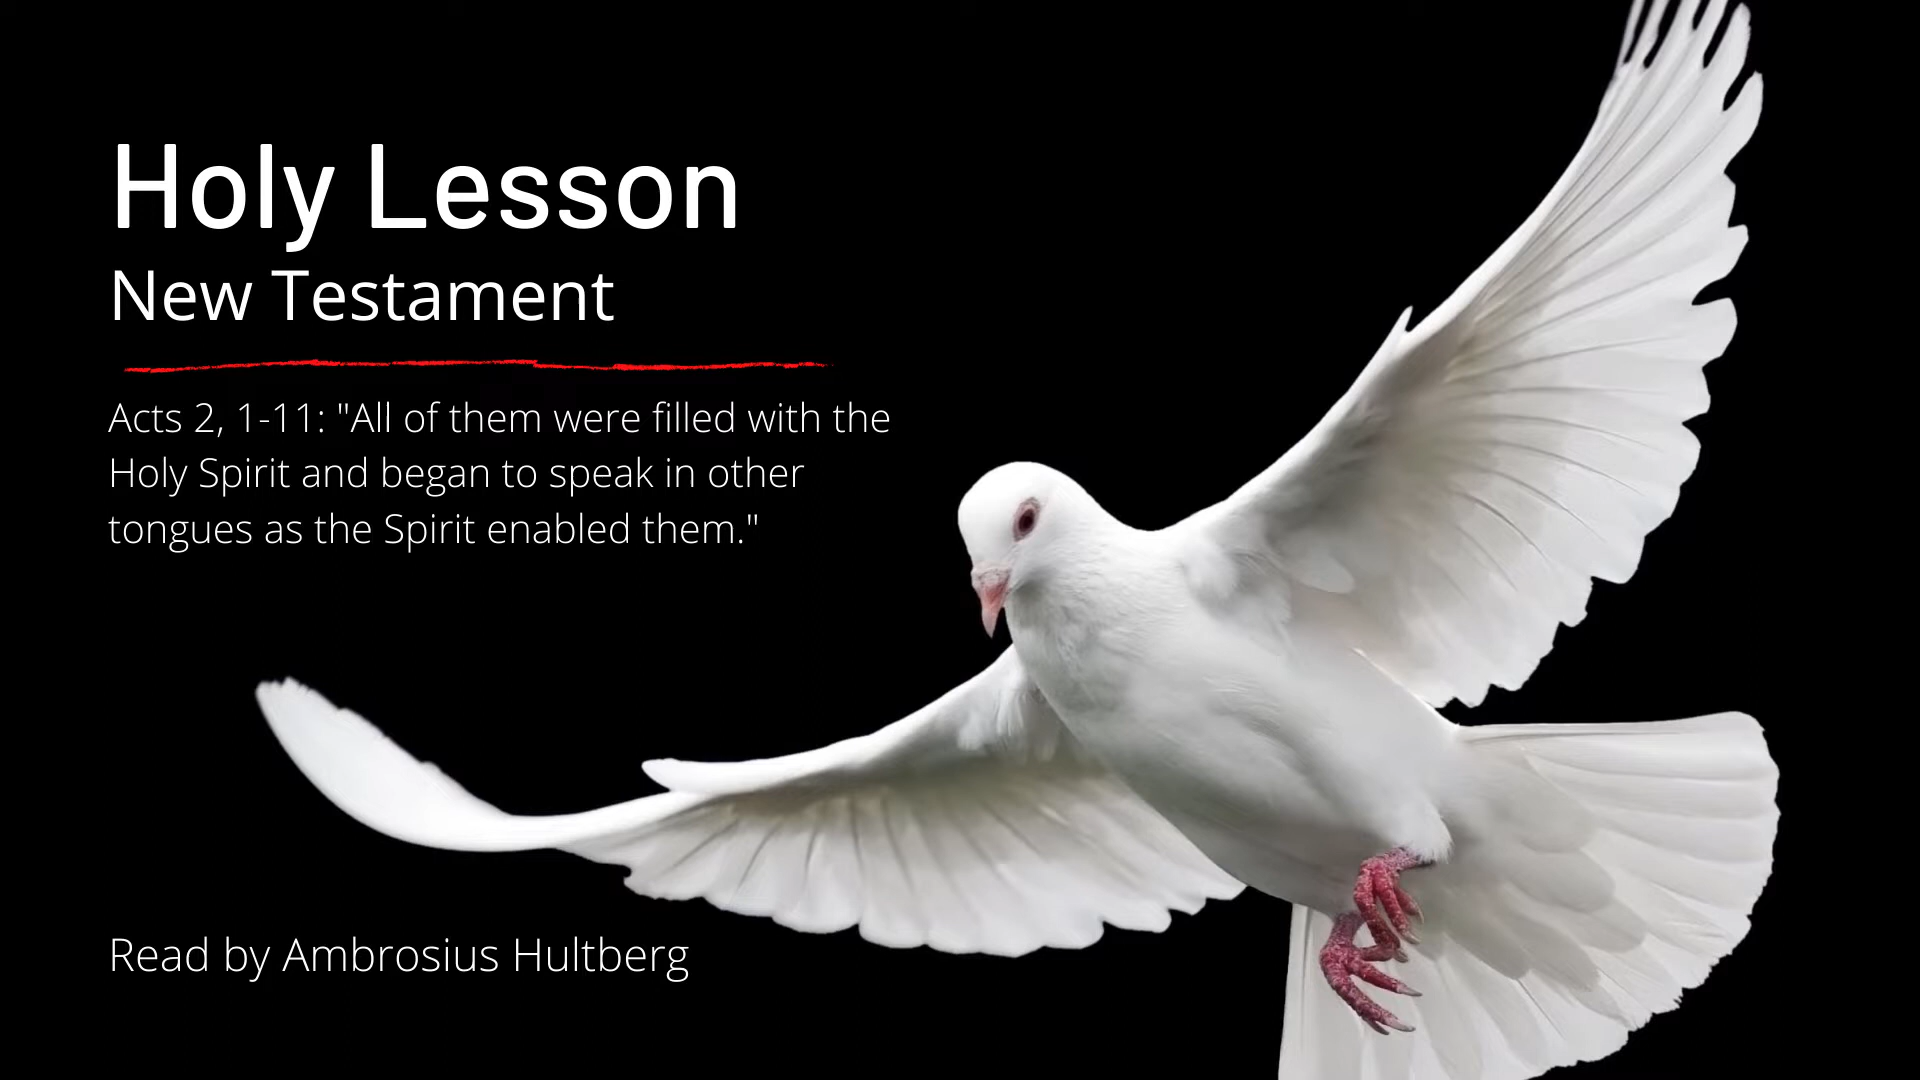 Holy Lesson
New Testament
Acts 2, 1-11: "All of them were filled with the
Holy Spirit and began to speak in other
tongues as the Spirit enabled them."
Read by Ambrosius Hultberg